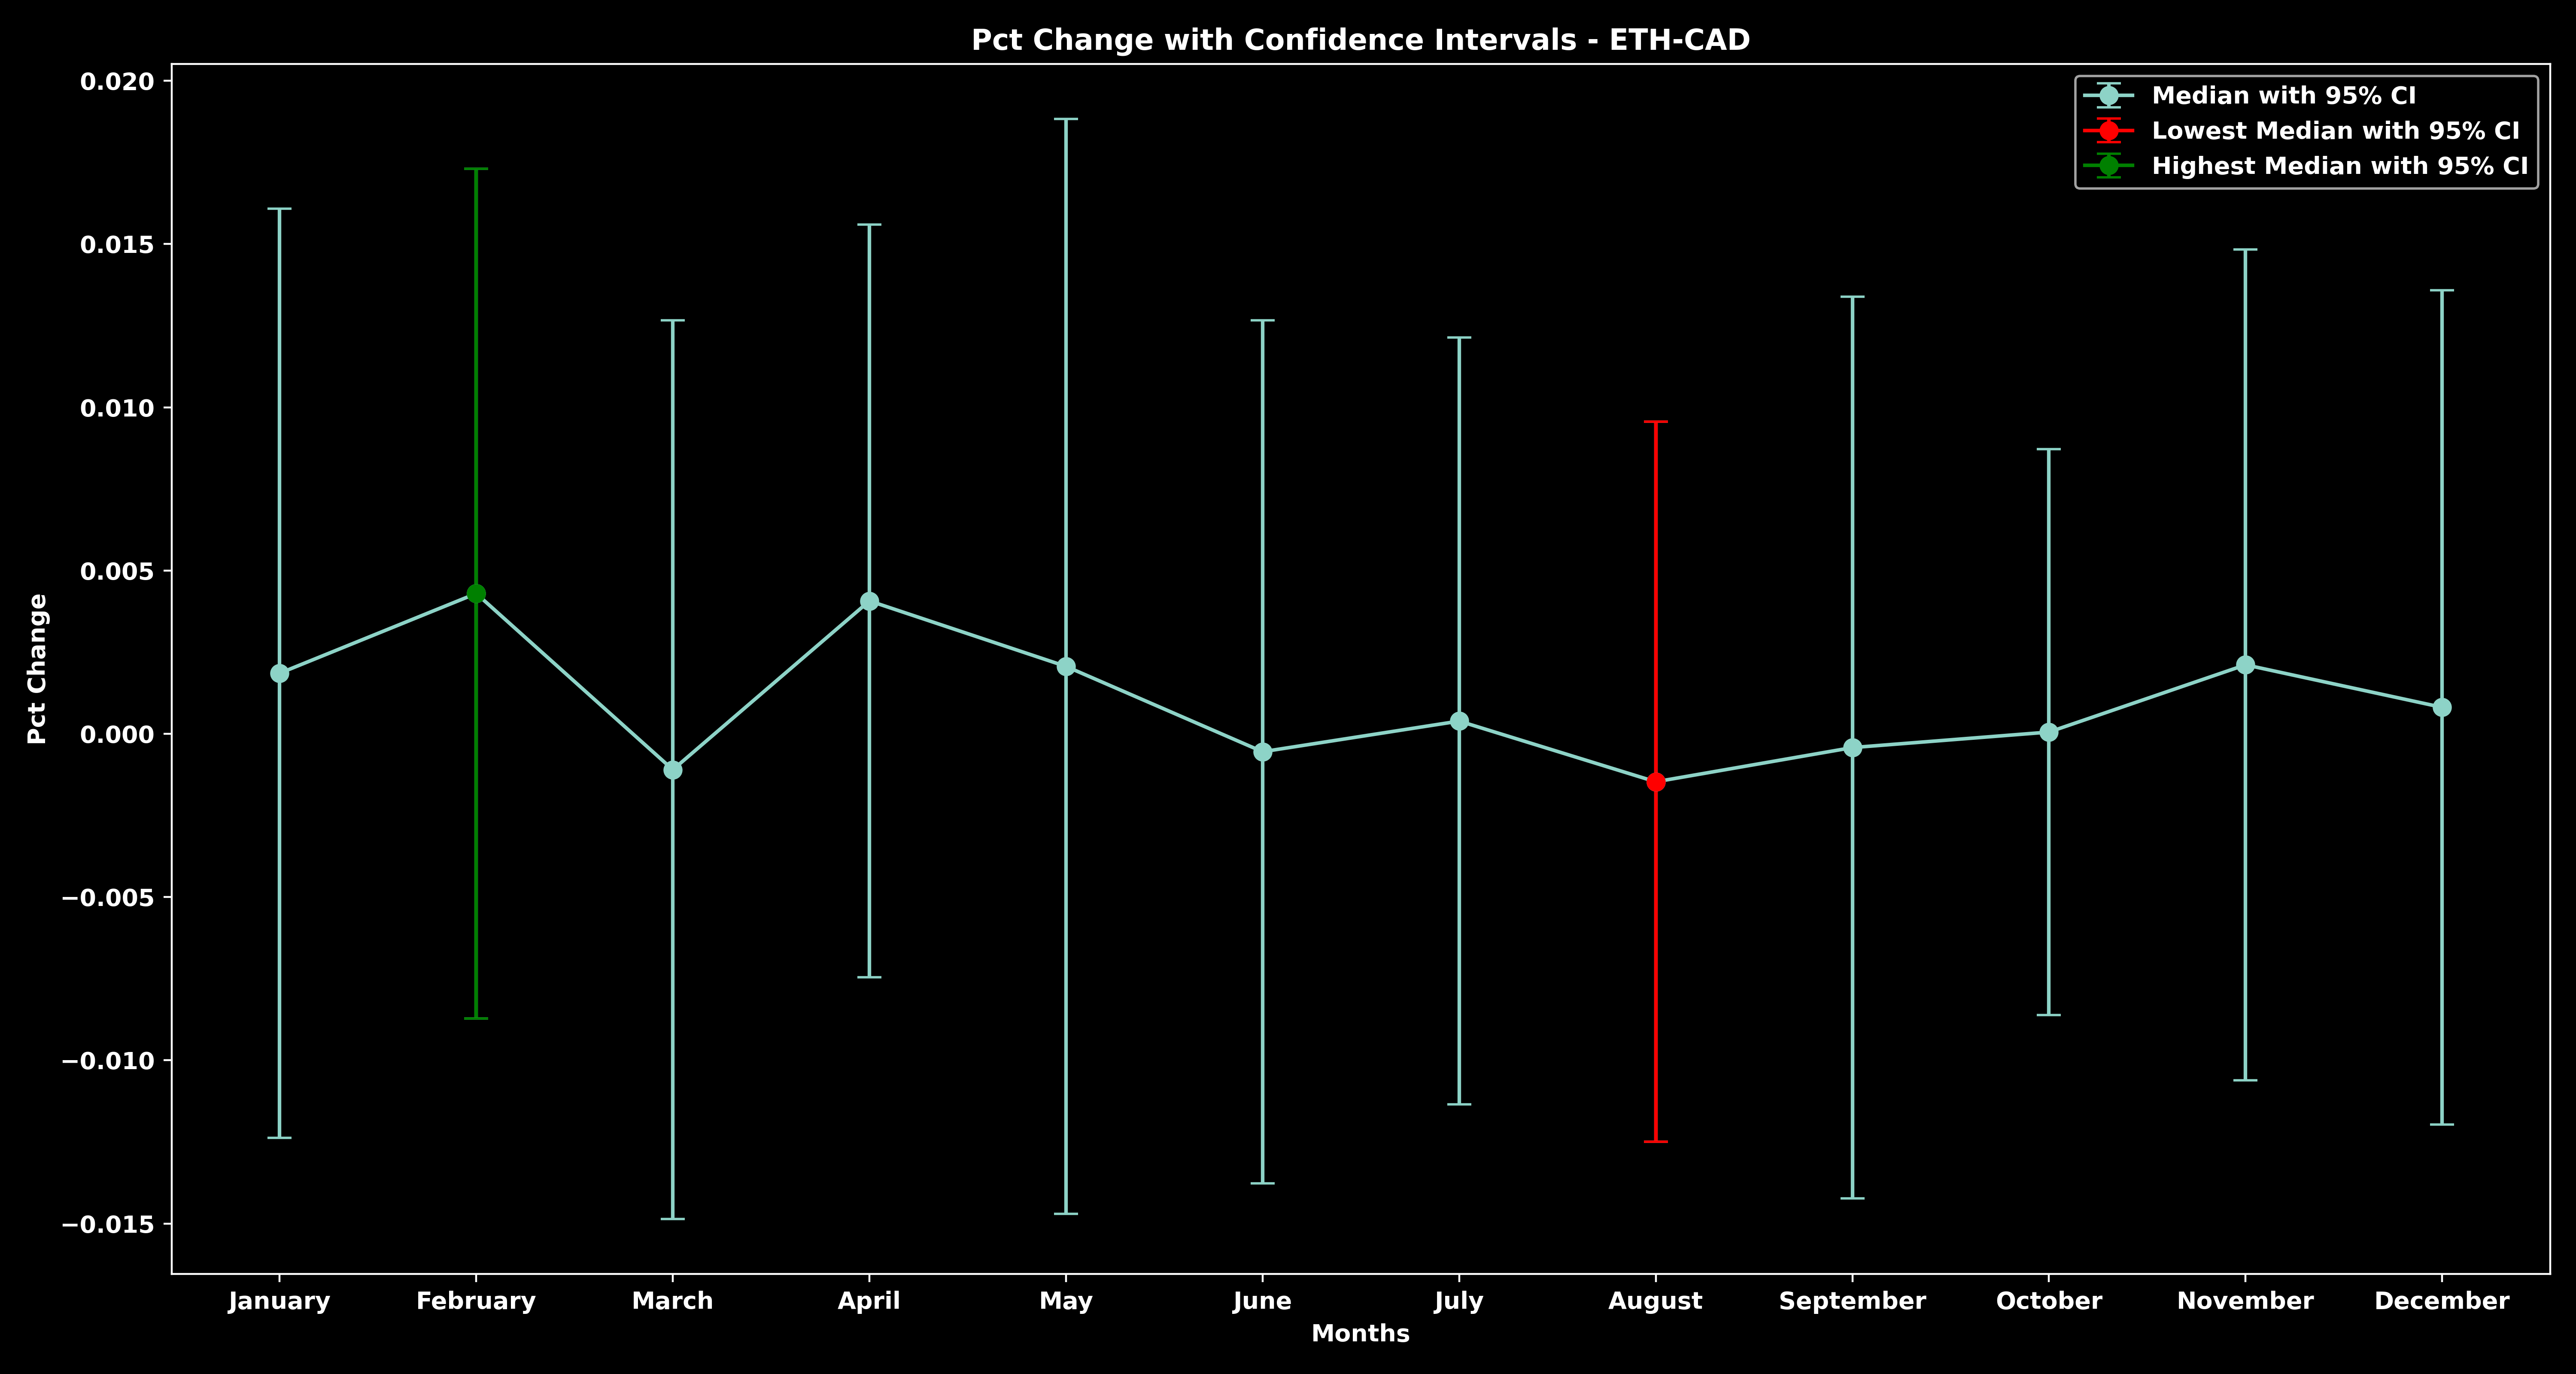 Pct Change with Confidence Intervals - ETH-CAD
Median with 95% CI
Lowest Median with 95% CI
Highest Median with 95% CI
0.020
0.015
0.010
0.005
0.000
−0.005
−0.010
−0.015
Pct Change
January February March April May June July August September October November December
Months